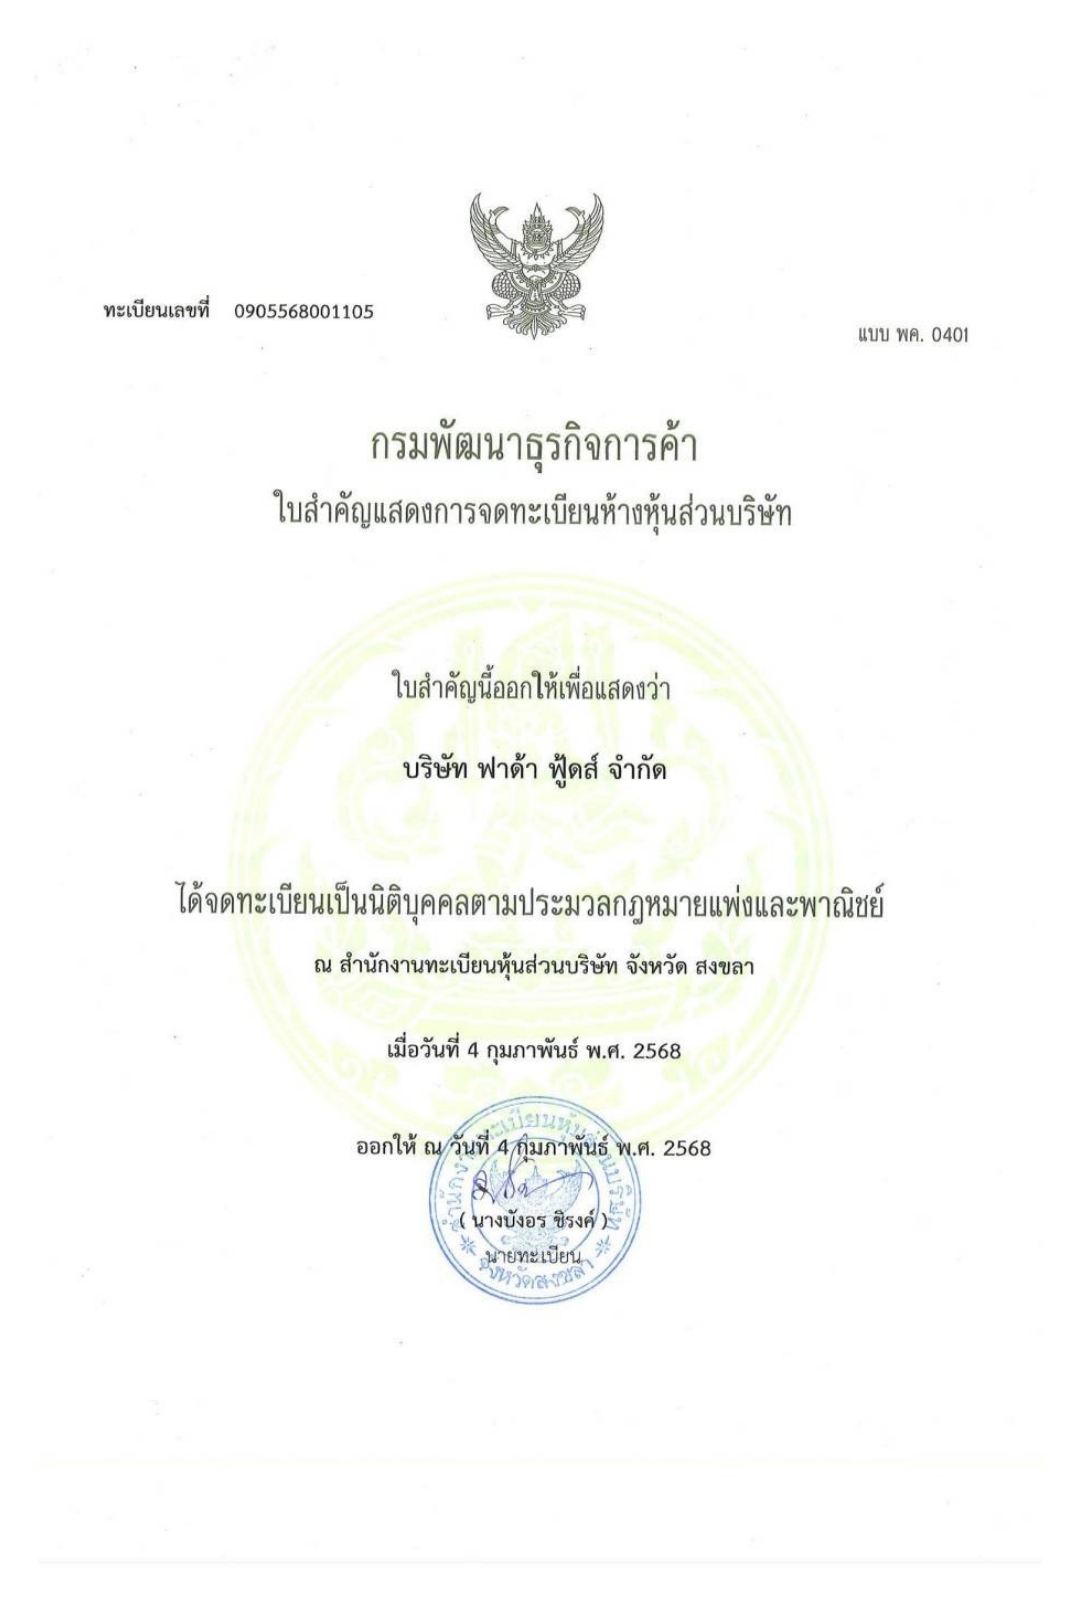 ทะเบียนเลขที่ 0905568001105
แบบ พค. 0401
กรมพัฒนาธุรกิจการค้า
ใบสำคัญแสดงการจดทะเบียนห้างหุ้นส่วนบริษัท
ใบสำคัญนี้ออกให้เพื่อแสดงว่า
บริษัท ฟาด้า ฟู้ดส์ จำกัด
ได้จดทะเบียนเป็นนิติบุคคลตามประมวลกฎหมายแพ่งและพาณิชย์
ณ สำนักงานทะเบียนหุ้นส่วนบริษัท จังหวัด สงขลา
เมื่อวันที่ 4 กุมภาพันธ์ พ.ศ. 2568
ออกให้ ณ วันที่ 4 กุมภาพันธ์ พ.ศ. 2568
สำนักงานทะเบียนหุ้นส่วนบริษัท
( นางบังอร ชิรงค์ )
นายทะเบียน
จังหวัดสงขลา